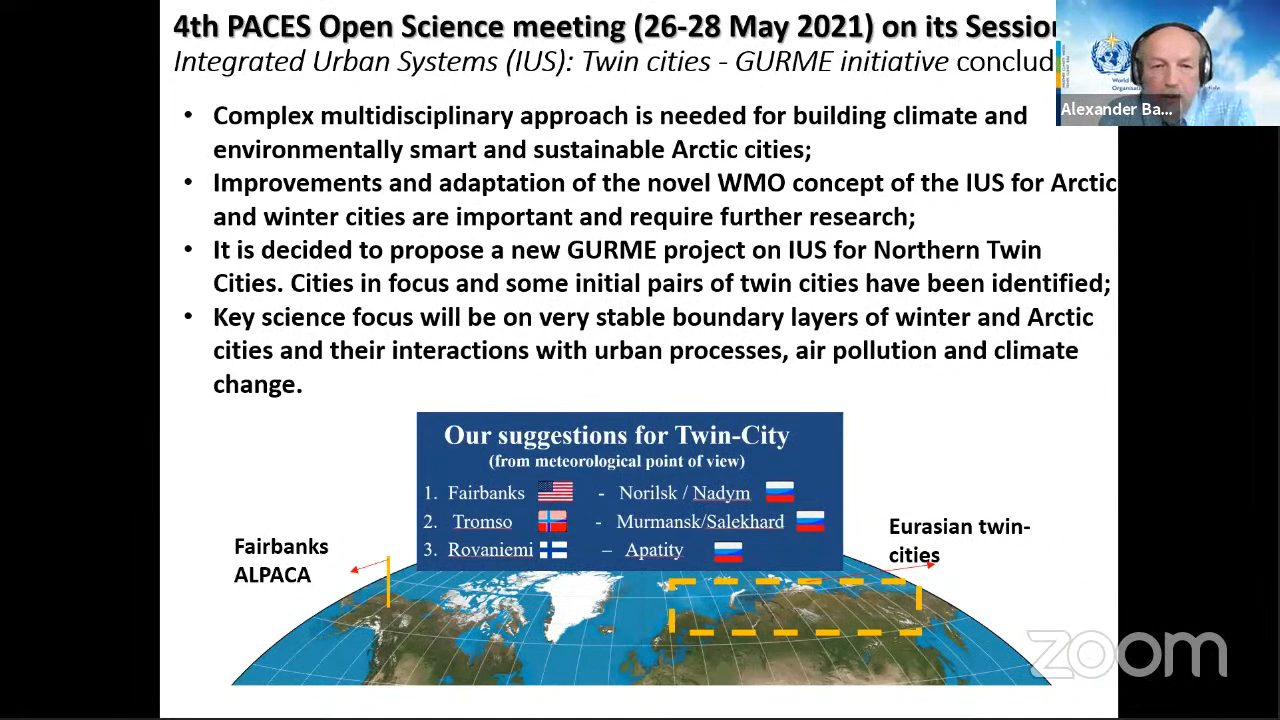 4th PACES Open Science meeting (26-28 May 2021) on its Session
Integrated Urban Systems (IUS): Twin cities - GURME initiative conclud
• Complex multidisciplinary approach is needed for building climate and
environmentally smart and sustainable Arctic cities;
• Improvements and adaptation of the novel WMO concept of the IUS for Arctic
and winter cities are important and require further research;
• It is decided to propose a new GURME project on IUS for Northern Twin
Cities. Cities in focus and some initial pairs of twin cities have been identified;
• Key science focus will be on very stable boundary layers of winter and Arctic
cities and their interactions with urban processes, air pollution and climate
change.
Our suggestions for Twin-City
(from meteorological point of view)
1. Fairbanks - Norilsk / Nadym
2. Tromso - Murmansk/Salekhard
3. Rovaniemi – Apatity
Fairbanks
ALPACA
Eurasian twin-
cities
Alexander Ba...
zoom